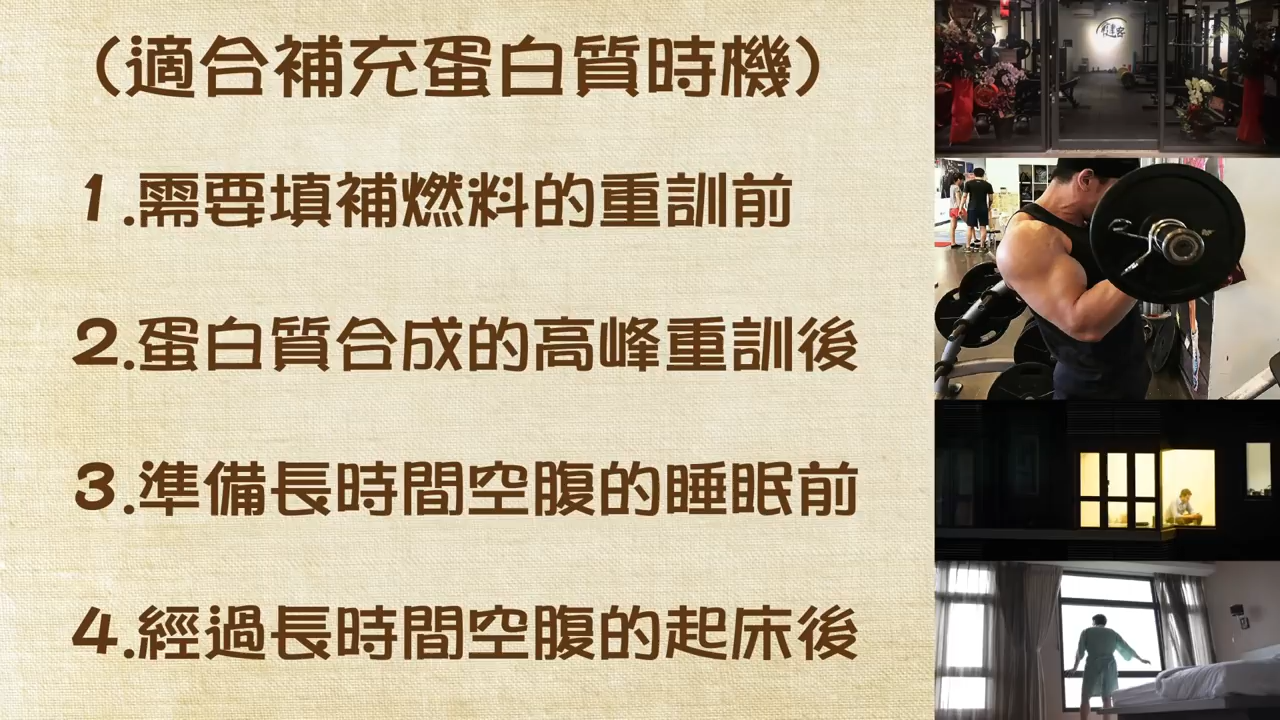 （適合補充蛋白質時機）
1.需要填補燃料的重訓前
2.蛋白質合成的高峰重訓後
3.準備長時間空腹的睡眠前
4.經過長時間空腹的起床後